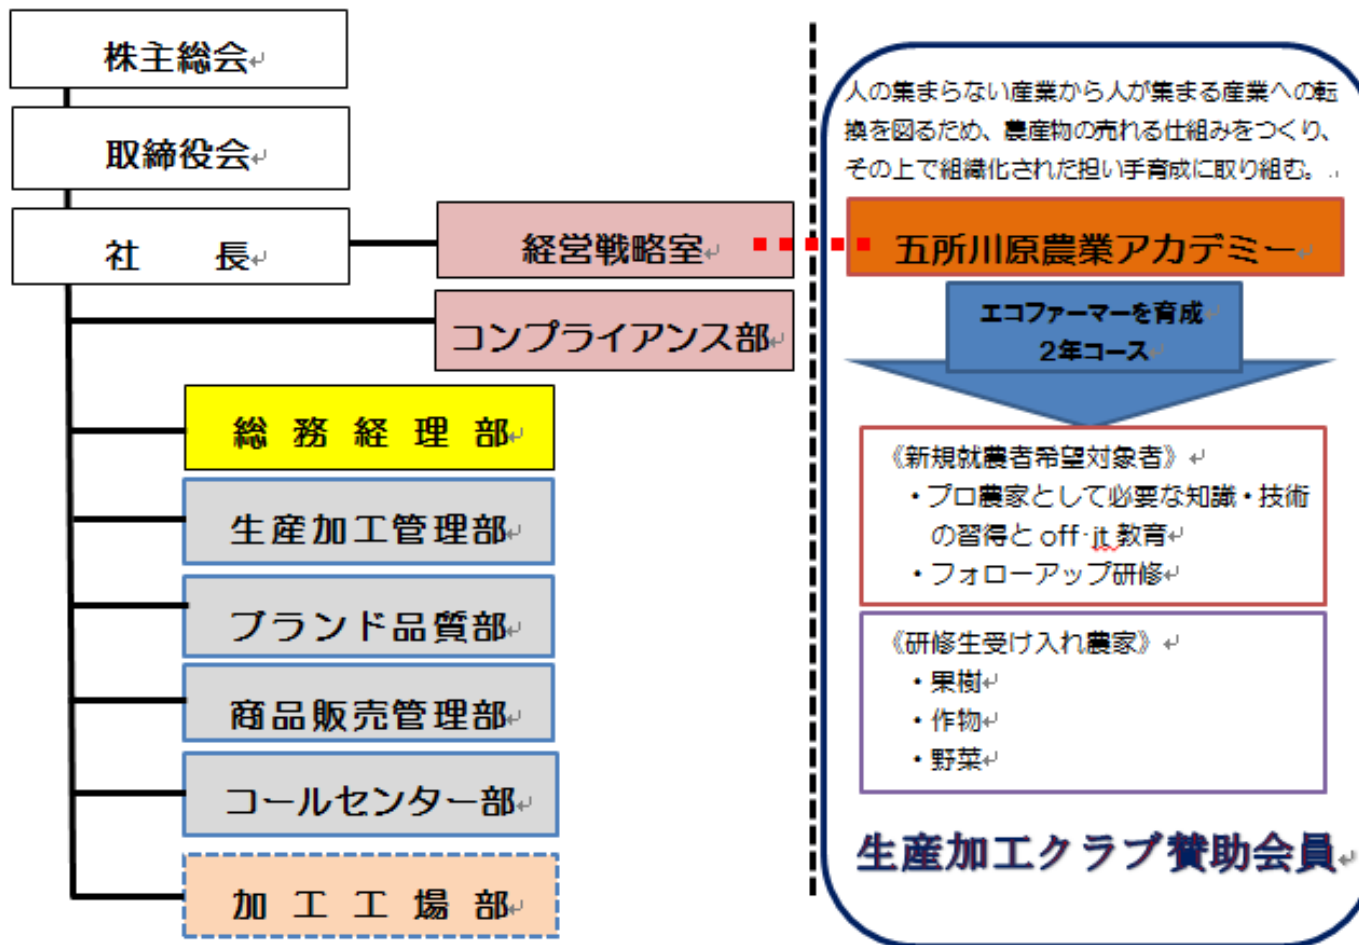 株主総会
取締役会
社　長
経営戦略室
コンプライアンス部
総務経理部
生産加工管理部
ブランド品質部
商品販売管理部
コールセンター部
加工工場部
人の集まらない産業から人が集まる産業への転
換を図るため、農産物の売れる仕組みをつくり、
その上で組織化された担い手育成に取り組む。
五所川原農業アカデミー
エコファーマーを育成
2年コース
《新規就農者希望対象者》
・プロ農家として必要な知識・技術
の習得と off-jt 教育
・フォローアップ研修
《研修生受け入れ農家》
・果樹
・作物
・野菜
生産加工クラブ賛助会員